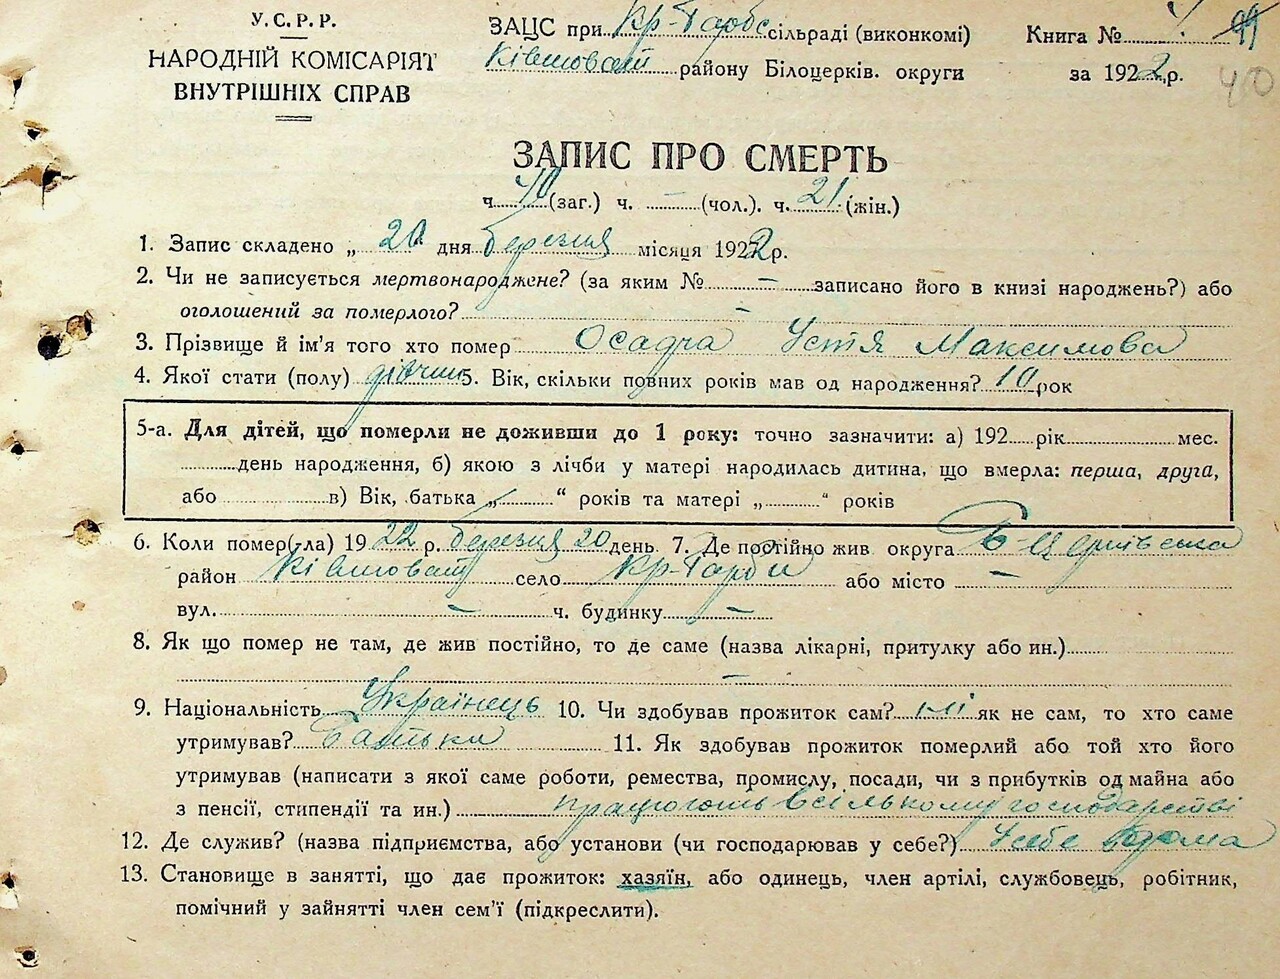 У.С.Р.Р.
НАРОДНІЙ КОМІСАРІЯТ
ВНУТРІШНІХ СПРАВ
ЗАЦС при Кр-Гарбс сільраді (виконкомі)
Ківшоват району Білоцерків. округи
Книга №
за 1922 р.
40
ЗАПИС ПРО СМЕРТЬ
ч. 40 (заг.) ч. – (чол.). ч. 21 (жін.)
1. Запис складено „ 20 “ дня березня місяця 1922 р.
2. Чи не записується мертвонароджене? (за яким № – записано його в книзі народжень?) або
оголошений за померлого? –
3. Прізвище й ім’я того хто помер Осадча Устя Максимова
4. Якої стати (полу) дівчин 5. Вік, скільки повних років мав од народження? 10 рок
5-а. Для дітей, що померли не доживши до 1 року: точно зазначити: а) 192 рік мес.
день народження, б) якою з лічби у матері народилась дитина, що вмерла: перша, друга,
або в) Вік, батька „ “ років та матері „ “ років
6. Коли помер(-ла) 1922 р. березня 20 день 7. Де постійно жив округа Б-Церківська
район Ківшоват село Кр-Гарби або місто –
вул. – ч. будинку –
8. Як що помер не там, де жив постійно, то де саме (назва лікарні, притулку або ин.)
–
9. Національність Українець 10. Чи здобував прожиток сам? ні як не сам, то хто саме
утримував? Батьки 11. Як здобував прожиток померлий або той хто його
утримував (написати з якої саме роботи, ремества, промислу, посади, чи з прибутків од майна або
з пенсії, стипендії та ин.) працюють в сількому господарстві
12. Де служив? (назва підприємства, або установи (чи господарював у себе?) У себе вдома
13. Становище в занятті, що дає прожиток: хазяїн, або одинець, член артілі, службовець, робітник,
помічний у зайнятті член сем’ї (підкреслити).